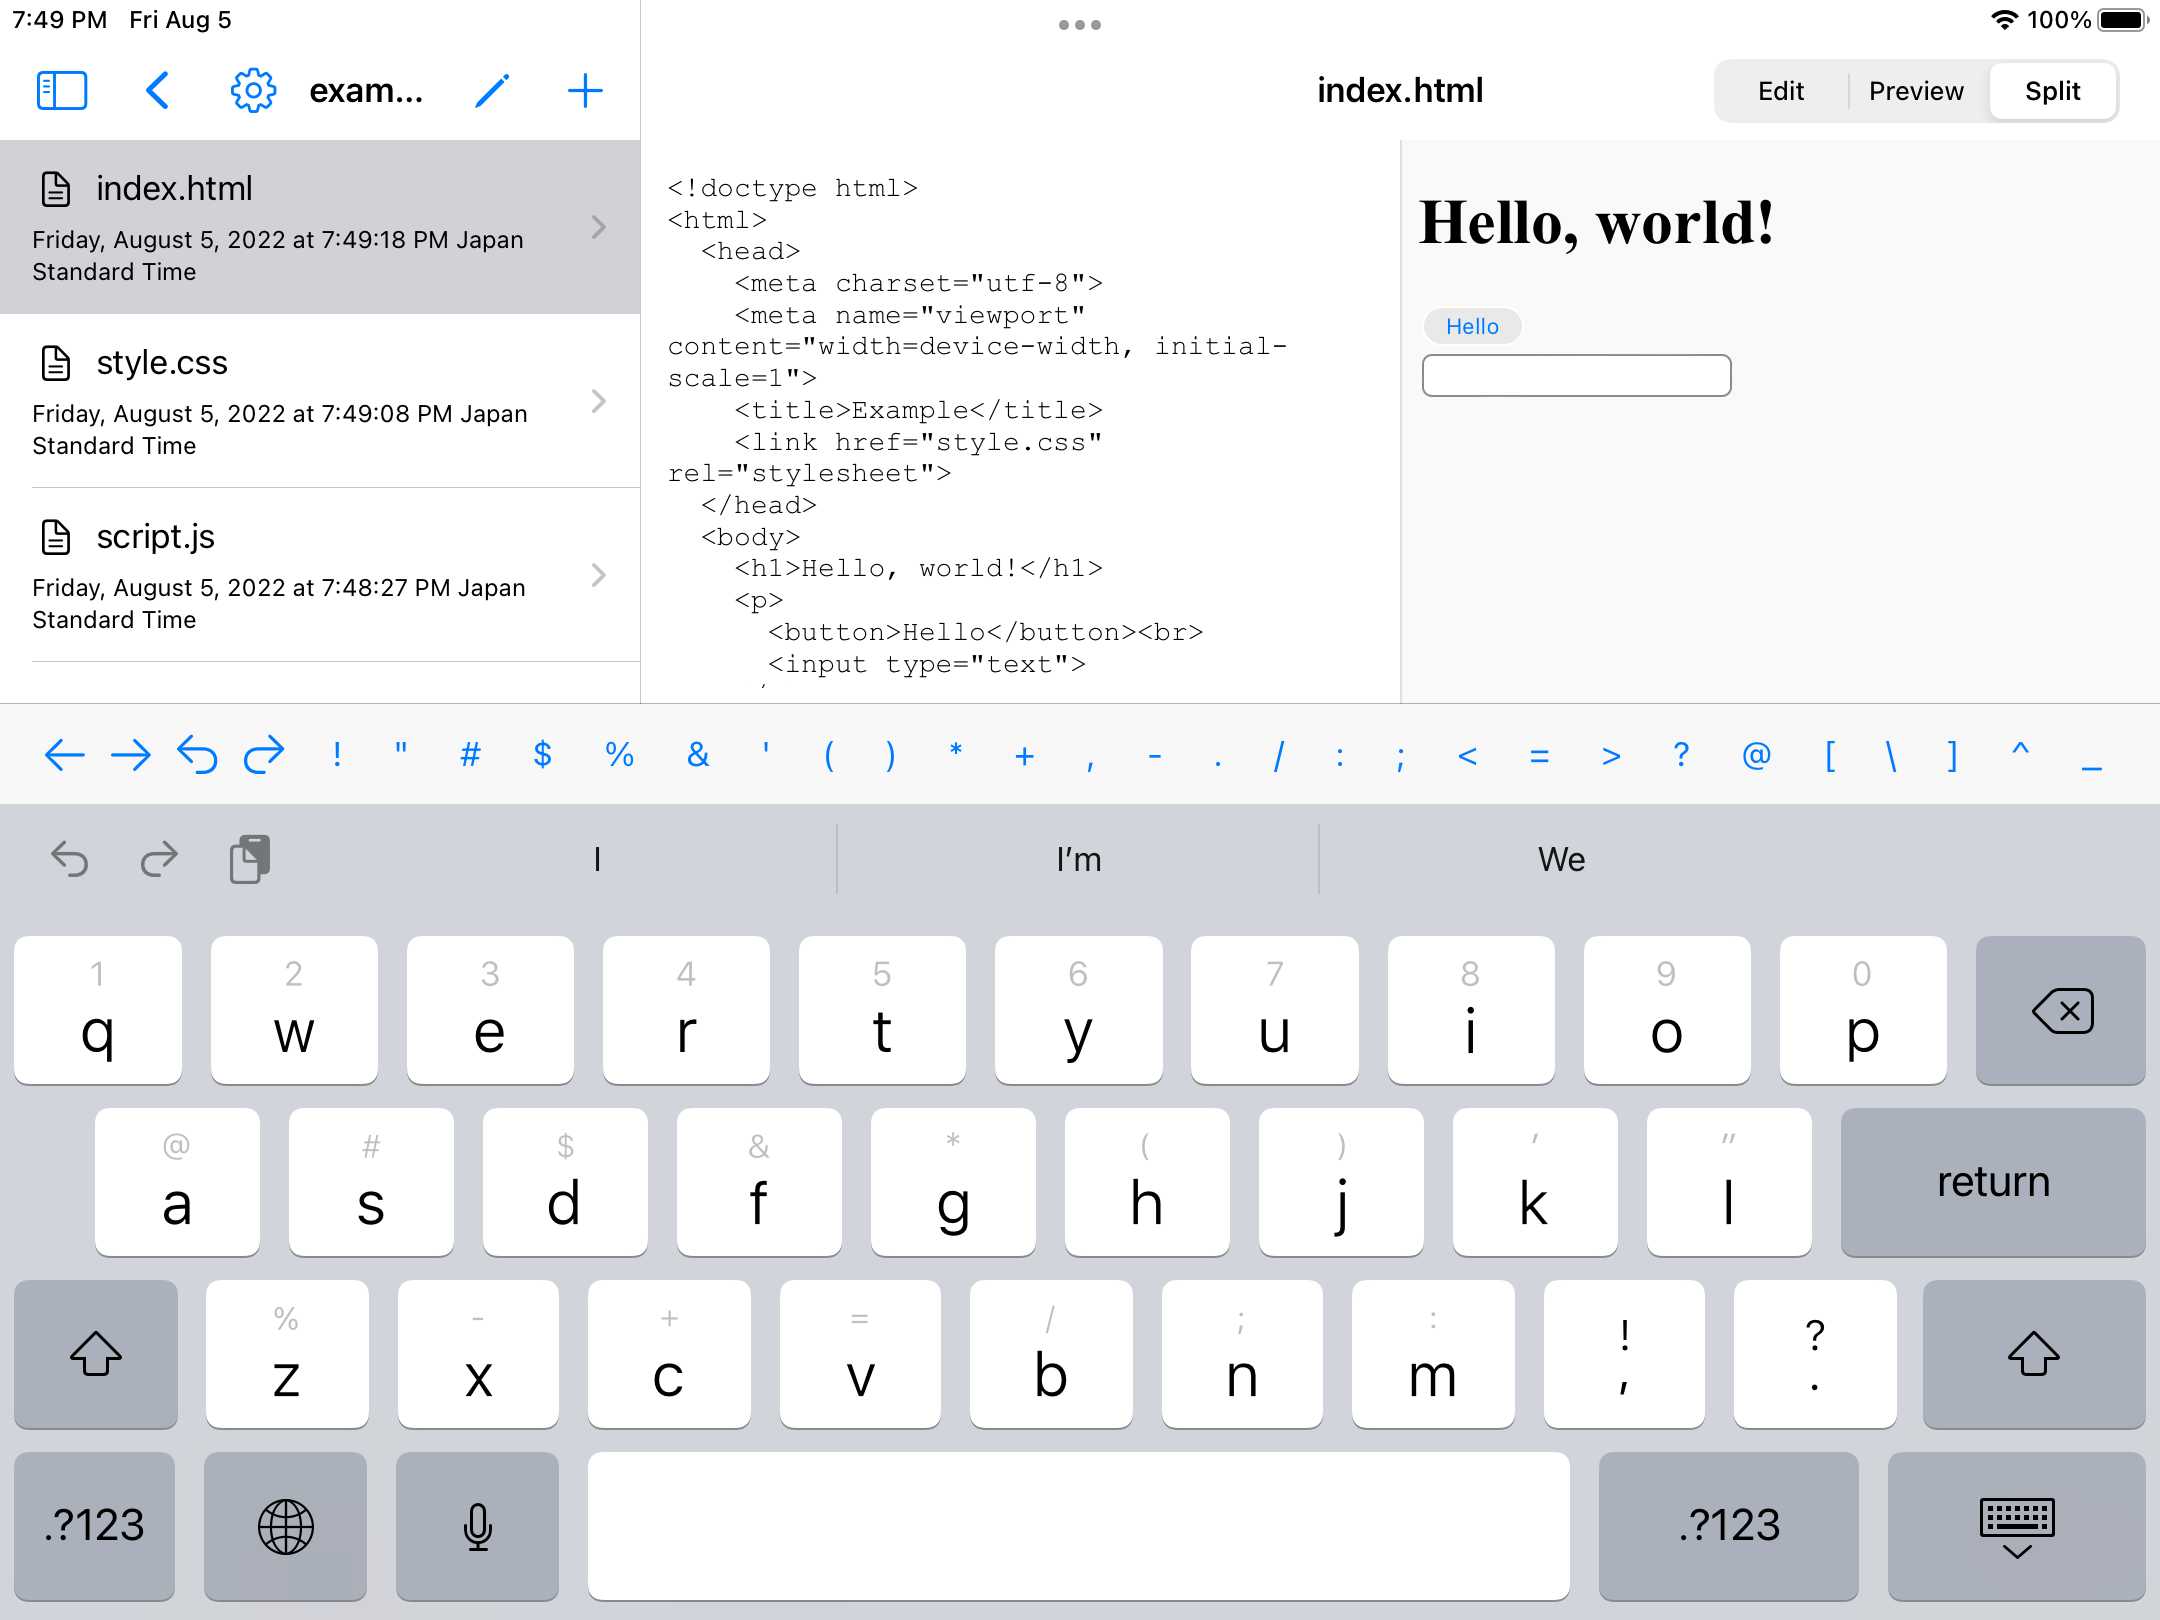 7:49 PM Fri Aug 5
100%
exam...
index.html
Edit Preview Split
index.html
Friday, August 5, 2022 at 7:49:18 PM Japan
Standard Time
style.css
Friday, August 5, 2022 at 7:49:08 PM Japan
Standard Time
script.js
Friday, August 5, 2022 at 7:48:27 PM Japan
Standard Time
<!doctype html>
<html>
  <head>
    <meta charset="utf-8">
    <meta name="viewport"
content="width=device-width, initial-
scale=1">
    <title>Example</title>
    <link href="style.css"
rel="stylesheet">
  </head>
  <body>
    <h1>Hello, world!</h1>
    <p>
      <button>Hello</button><br>
      <input type="text">
Hello, world!
Hello
! " # $ % & ' ( ) * + , - . / : ; < = > ? @ [ \ ] ^ _
I I’m We
1 2 3 4 5 6 7 8 9 0
q w e r t y u i o p
@ # $ & * ( ) ' "
a s d f g h j k l return
% - + = / ; : ! ?
z x c v b n m , .
.?123 .?123